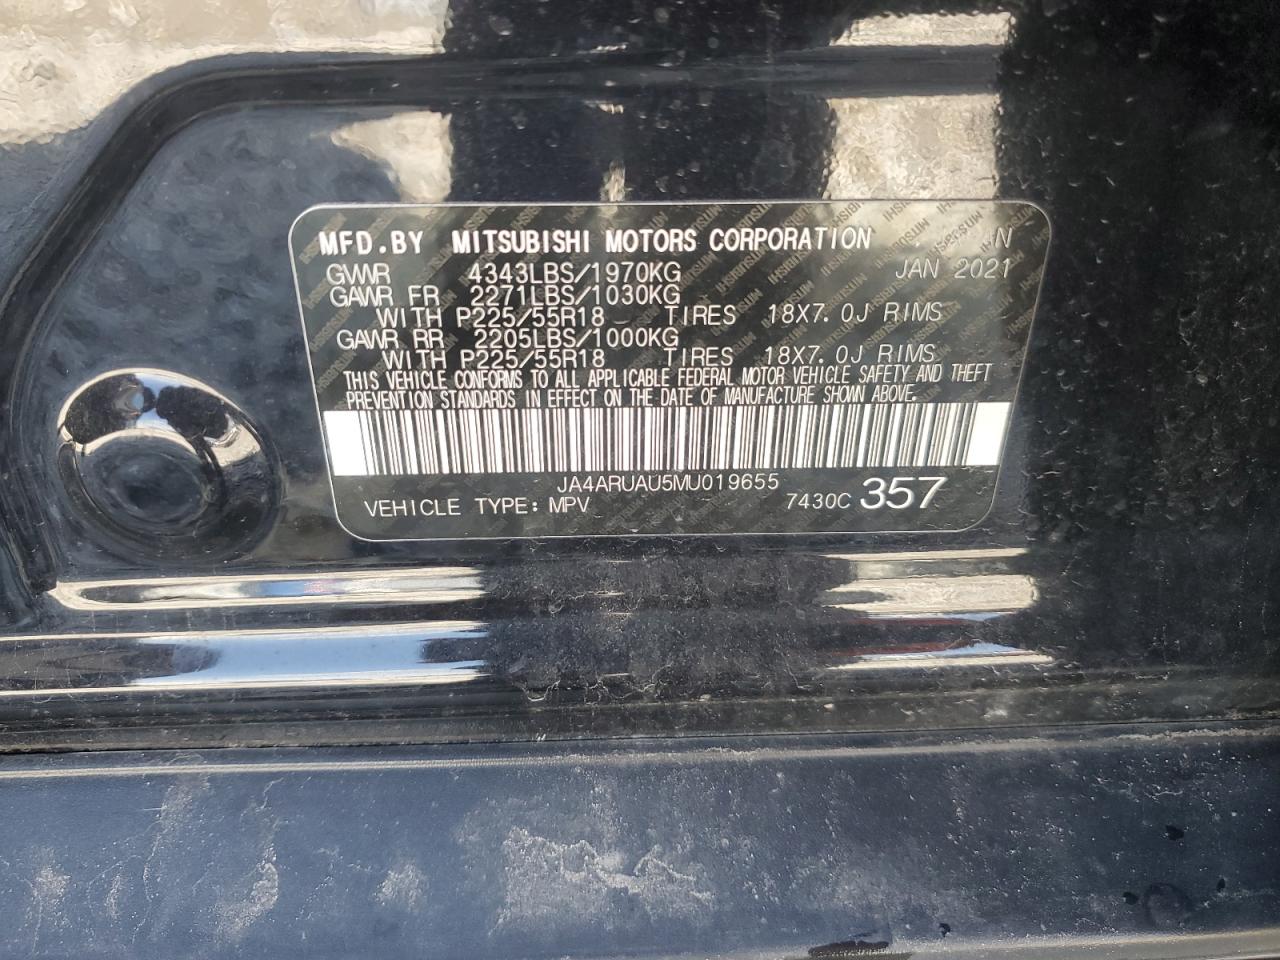 MFD.BY MITSUBISHI MOTORS CORPORATION
GVWR 4343LBS/1970KG JAN 2021
GAWR FR 2271LBS/1030KG
WITH P225/55R18 TIRES 18X7.0J RIMS
GAWR RR 2205LBS/1000KG
WITH P225/55R18 TIRES 18X7.0J RIMS
THIS VEHICLE CONFORMS TO ALL APPLICABLE FEDERAL MOTOR VEHICLE SAFETY AND THEFT
PREVENTION STANDARDS IN EFFECT ON THE DATE OF MANUFACTURE SHOWN ABOVE.
JA4ARUAU5MU019655
VEHICLE TYPE: MPV 7430C 357